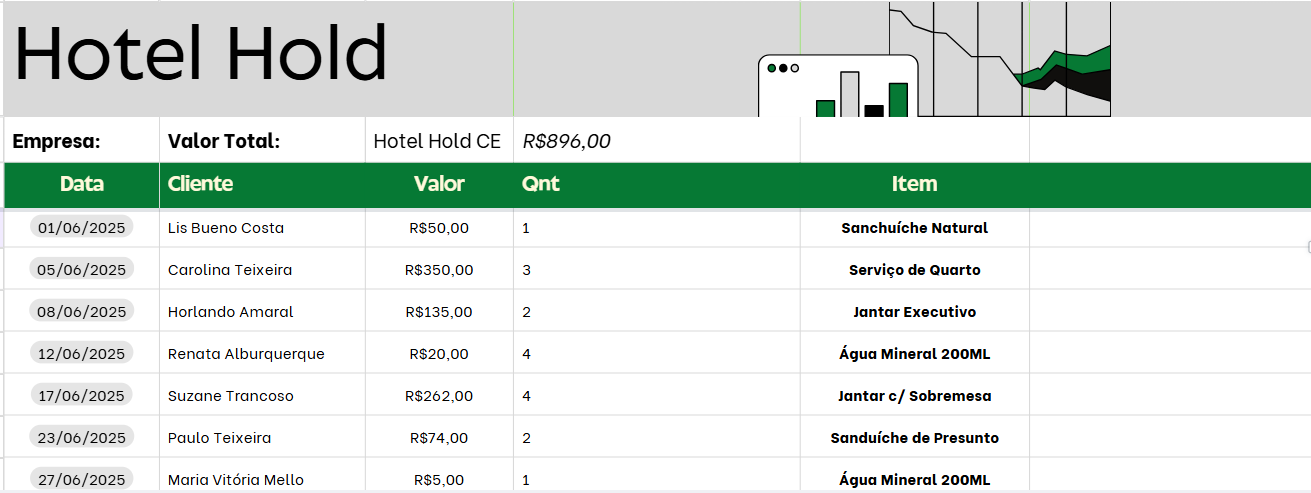 Hotel Hold
Empresa: Valor Total: Hotel Hold CE R$896,00
Data Cliente Valor Qnt Item
01/06/2025 Lis Bueno Costa R$50,00 1 Sanchuíche Natural
05/06/2025 Carolina Teixeira R$350,00 3 Serviço de Quarto
08/06/2025 Horlando Amaral R$135,00 2 Jantar Executivo
12/06/2025 Renata Alburquerque R$20,00 4 Água Mineral 200ML
17/06/2025 Suzane Trancoso R$262,00 4 Jantar c/ Sobremesa
23/06/2025 Paulo Teixeira R$74,00 2 Sanduíche de Presunto
27/06/2025 Maria Vitória Mello R$5,00 1 Água Mineral 200ML